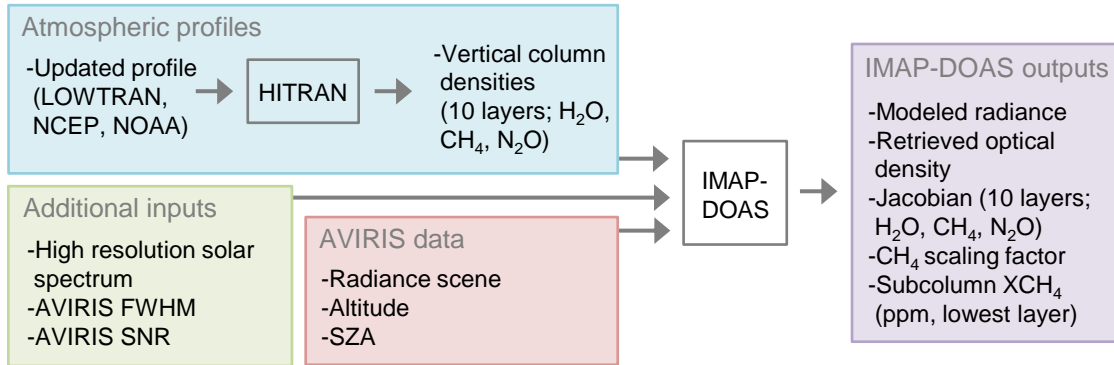 Atmospheric profiles
-Updated profile
(LOWTRAN,
NCEP, NOAA)
HITRAN
-Vertical column
densities
(10 layers; H₂O,
CH₄, N₂O)
Additional inputs
-High resolution solar
spectrum
-AVIRIS FWHM
-AVIRIS SNR
AVIRIS data
-Radiance scene
-Altitude
-SZA
IMAP-
DOAS
IMAP-DOAS outputs
-Modeled radiance
-Retrieved optical
density
-Jacobian (10 layers;
H₂O, CH₄, N₂O)
-CH₄ scaling factor
-Subcolumn XCH₄
(ppm, lowest layer)